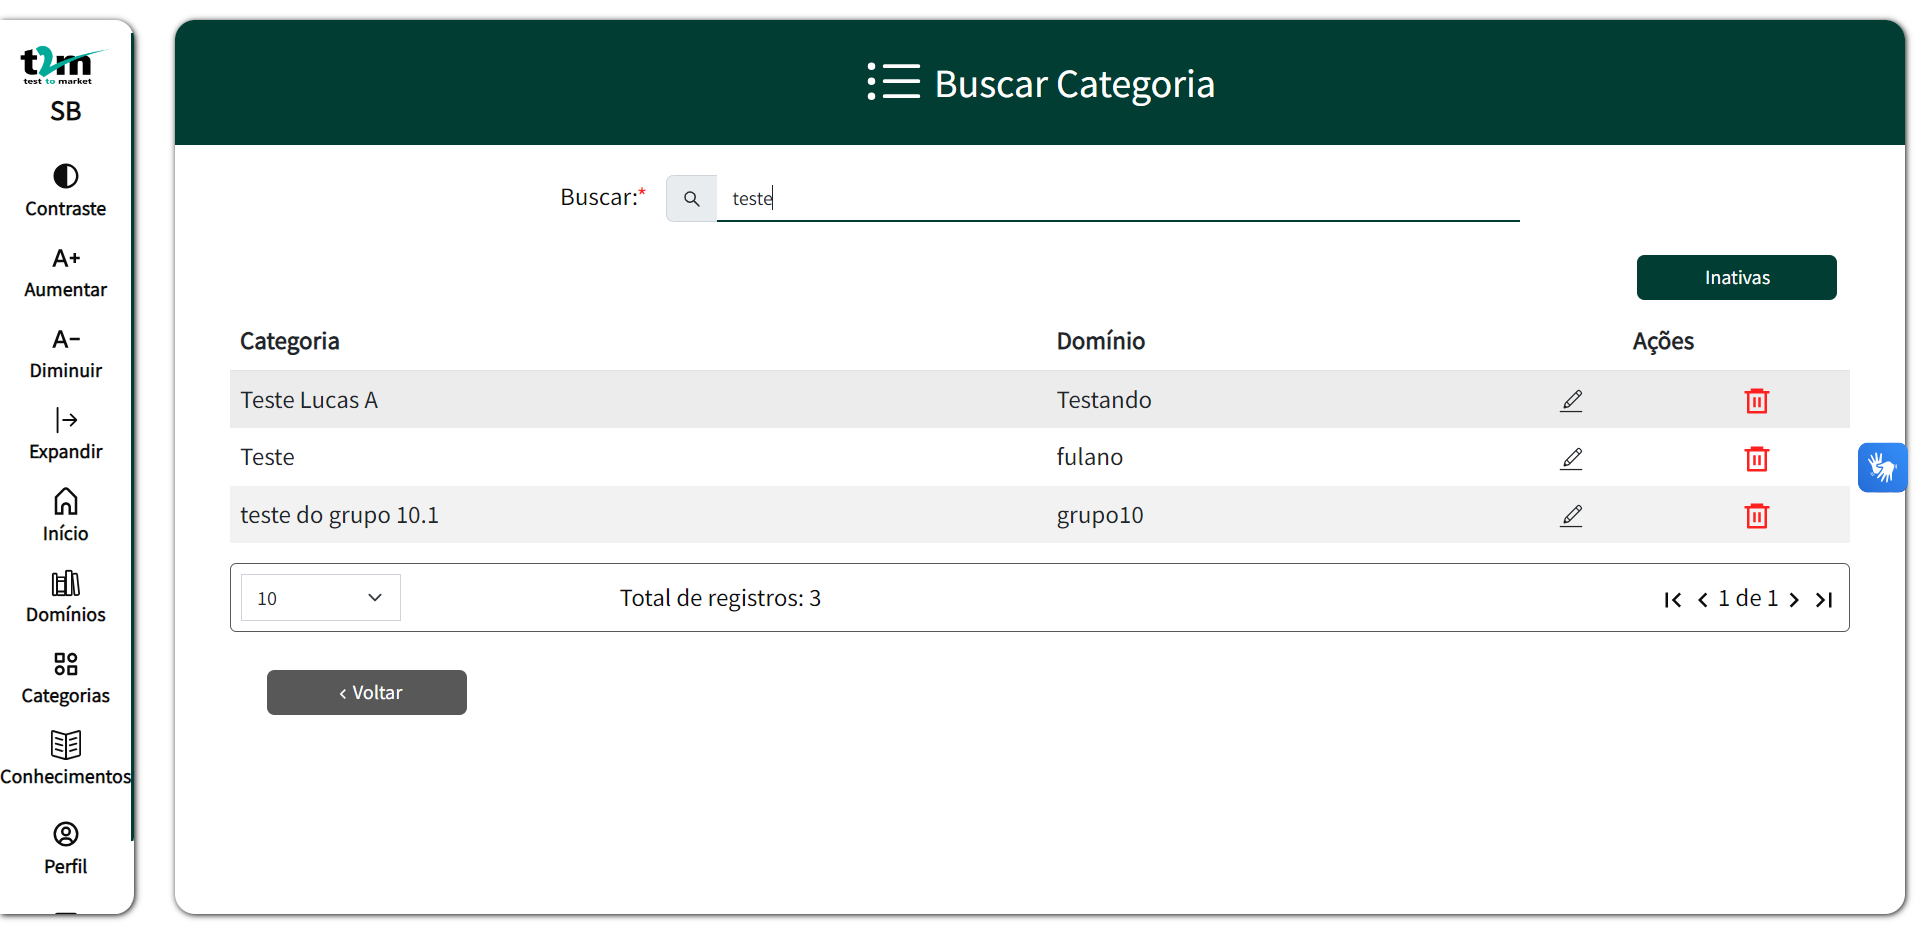 t2m
test to market
SB
Contraste
A+
Aumentar
A-
Diminuir
Expandir
Início
Domínios
Categorias
Conhecimentos
Perfil
Buscar Categoria
Buscar:* teste
Inativas
Categoria Domínio Ações
Teste Lucas A Testando
Teste fulano
teste do grupo 10.1 grupo10
10 Total de registros: 3 1 de 1
‹ Voltar